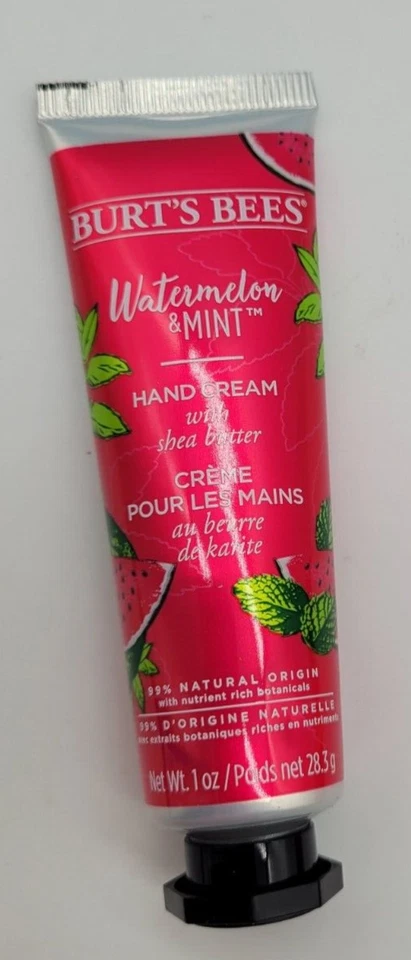 BURT'S BEES®
Watermelon
&MINT™
HAND CREAM
with
shea butter
CRÈME
POUR LES MAINS
au beurre
de karite
99% NATURAL ORIGIN
with nutrient rich botanicals
99% D'ORIGINE NATURELLE
avec extraits botaniques riches en nutriments
Net Wt. 1 oz / Poids net 28.3 g